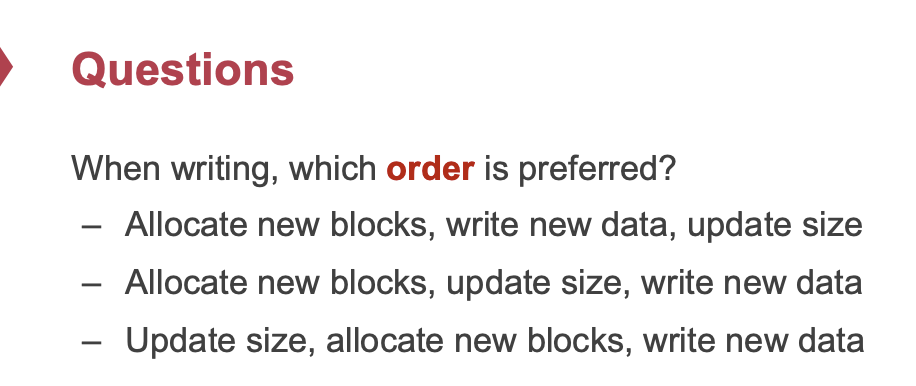 Questions
When writing, which order is preferred?
– Allocate new blocks, write new data, update size
– Allocate new blocks, update size, write new data
– Update size, allocate new blocks, write new data